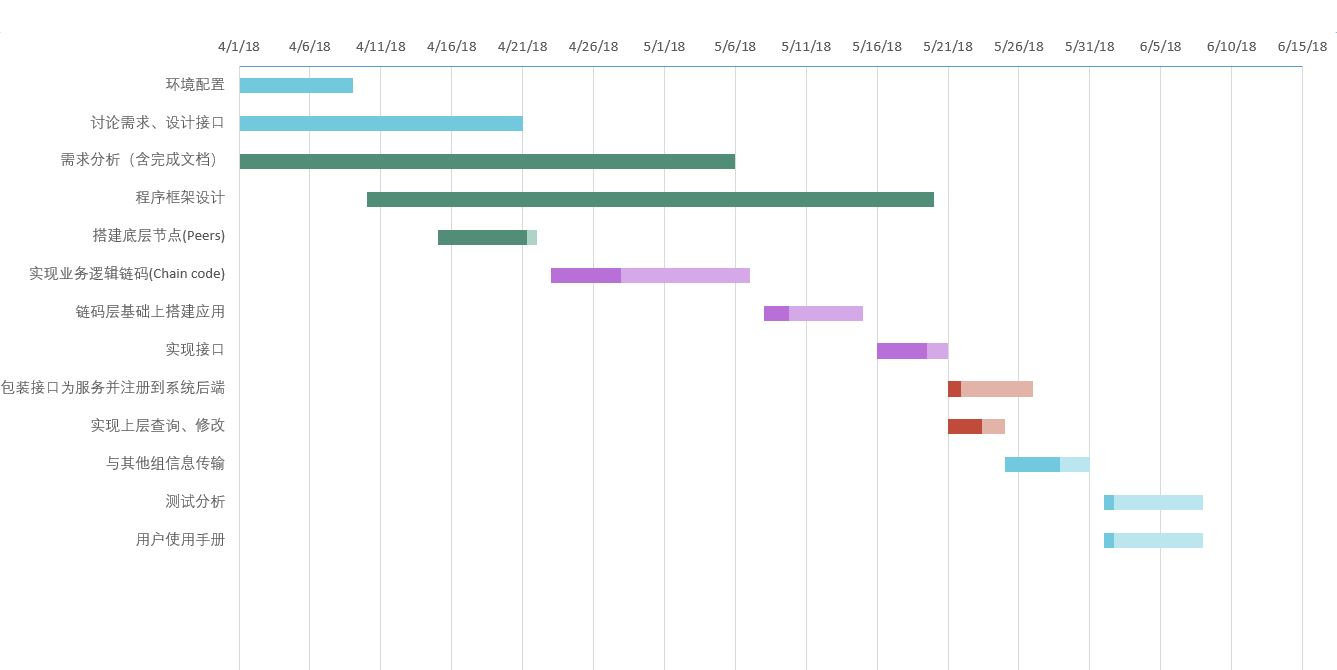 4/1/18 4/6/18 4/11/18 4/16/18 4/21/18 4/26/18 5/1/18 5/6/18 5/11/18 5/16/18 5/21/18 5/26/18 5/31/18 6/5/18 6/10/18 6/15/18
环境配置
讨论需求、设计接口
需求分析（含完成文档）
程序框架设计
搭建底层节点(Peers)
实现业务逻辑链码(Chain code)
链码层基础上搭建应用
实现接口
包装接口为服务并注册到系统后端
实现上层查询、修改
与其他组信息传输
测试分析
用户使用手册